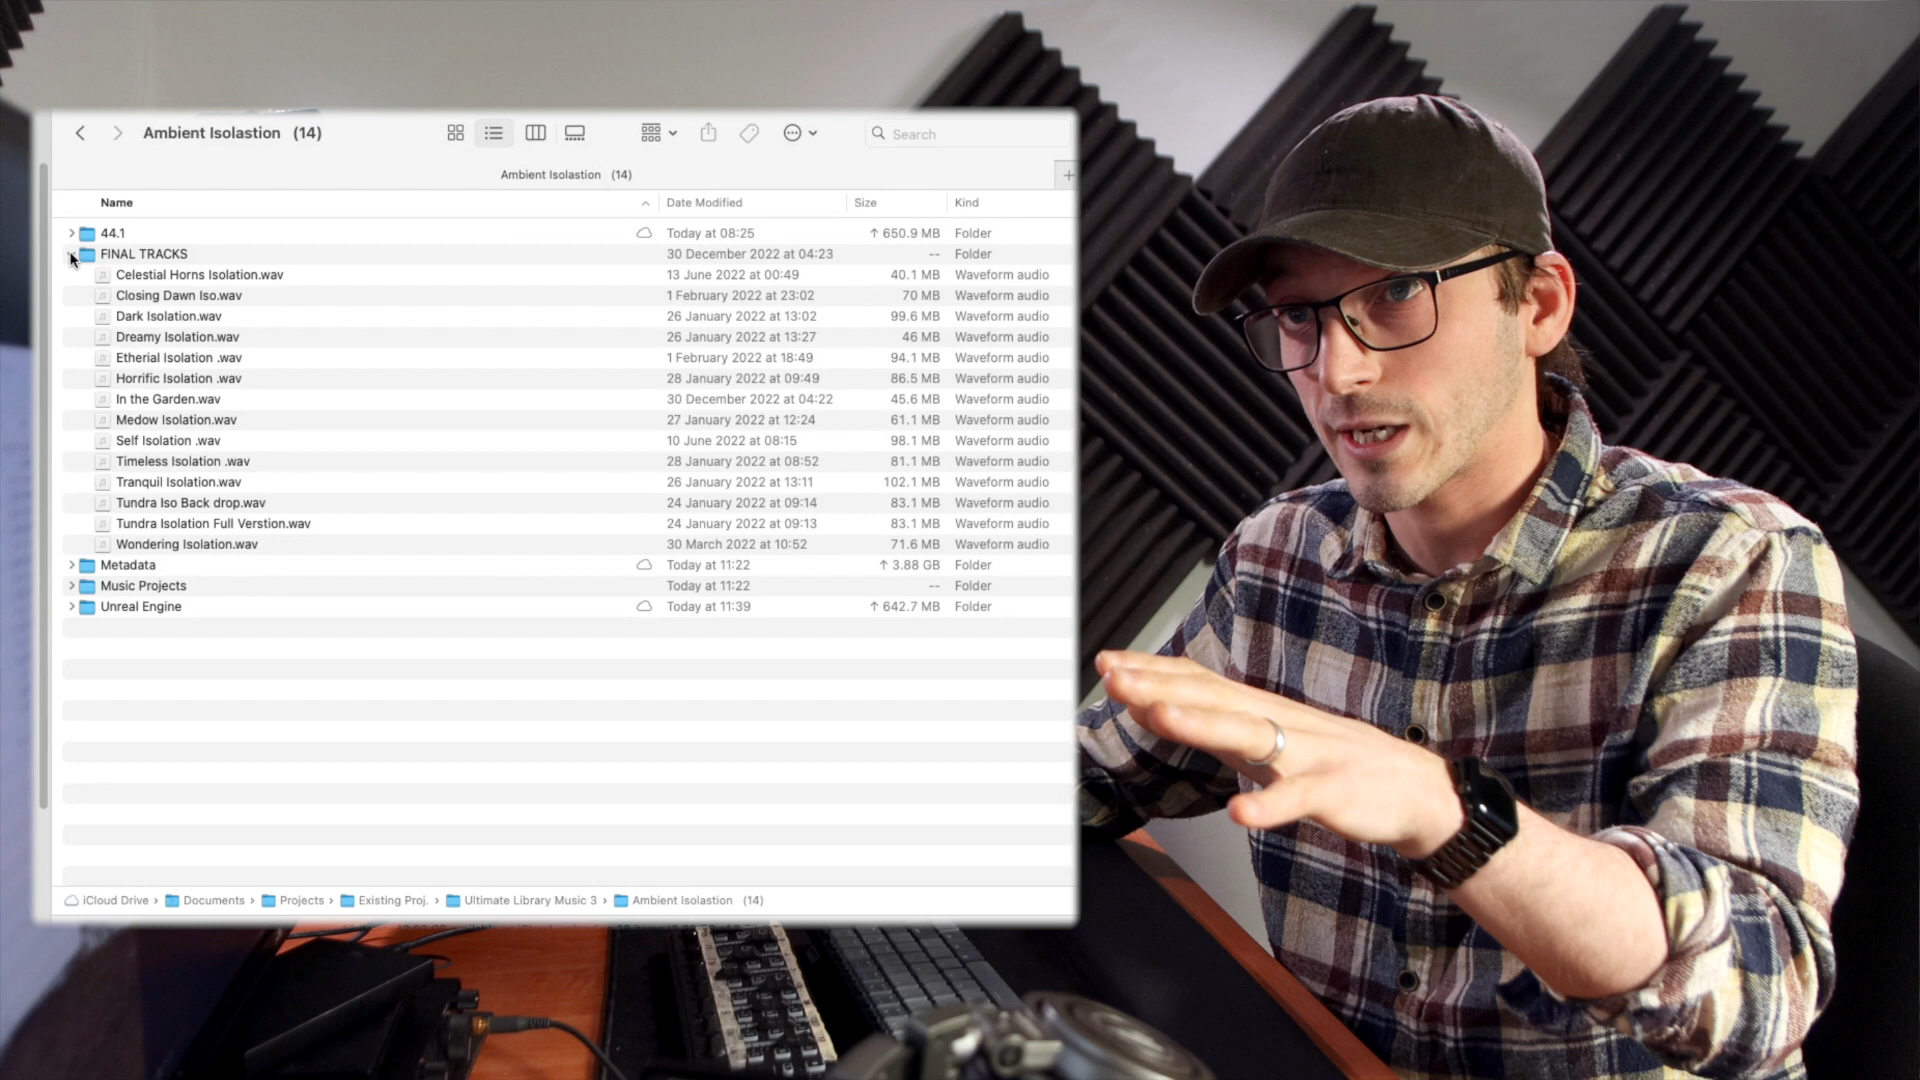 Ambient Isolastion (14)
Search
Ambient Isolastion (14)
Name Date Modified Size Kind
44.1 Today at 08:25 ↑ 650.9 MB Folder
FINAL TRACKS 30 December 2022 at 04:23 -- Folder
Celestial Horns Isolation.wav 13 June 2022 at 00:49 40.1 MB Waveform audio
Closing Dawn Iso.wav 1 February 2022 at 23:02 70 MB Waveform audio
Dark Isolation.wav 26 January 2022 at 13:02 99.6 MB Waveform audio
Dreamy Isolation.wav 26 January 2022 at 13:27 46 MB Waveform audio
Etherial Isolation .wav 1 February 2022 at 18:49 94.1 MB Waveform audio
Horrific Isolation .wav 28 January 2022 at 09:49 86.5 MB Waveform audio
In the Garden.wav 30 December 2022 at 04:22 45.6 MB Waveform audio
Medow Isolation.wav 27 January 2022 at 12:24 61.1 MB Waveform audio
Self Isolation .wav 10 June 2022 at 08:15 98.1 MB Waveform audio
Timeless Isolation .wav 28 January 2022 at 08:52 81.1 MB Waveform audio
Tranquil Isolation.wav 26 January 2022 at 13:11 102.1 MB Waveform audio
Tundra Iso Back drop.wav 24 January 2022 at 09:14 83.1 MB Waveform audio
Tundra Isolation Full Verstion.wav 24 January 2022 at 09:13 83.1 MB Waveform audio
Wondering Isolation.wav 30 March 2022 at 10:52 71.6 MB Waveform audio
Metadata Today at 11:22 ↑ 3.88 GB Folder
Music Projects Today at 11:22 -- Folder
Unreal Engine Today at 11:39 ↑ 642.7 MB Folder
iCloud Drive › Documents › Projects › Existing Proj. › Ultimate Library Music 3 › Ambient Isolastion (14)